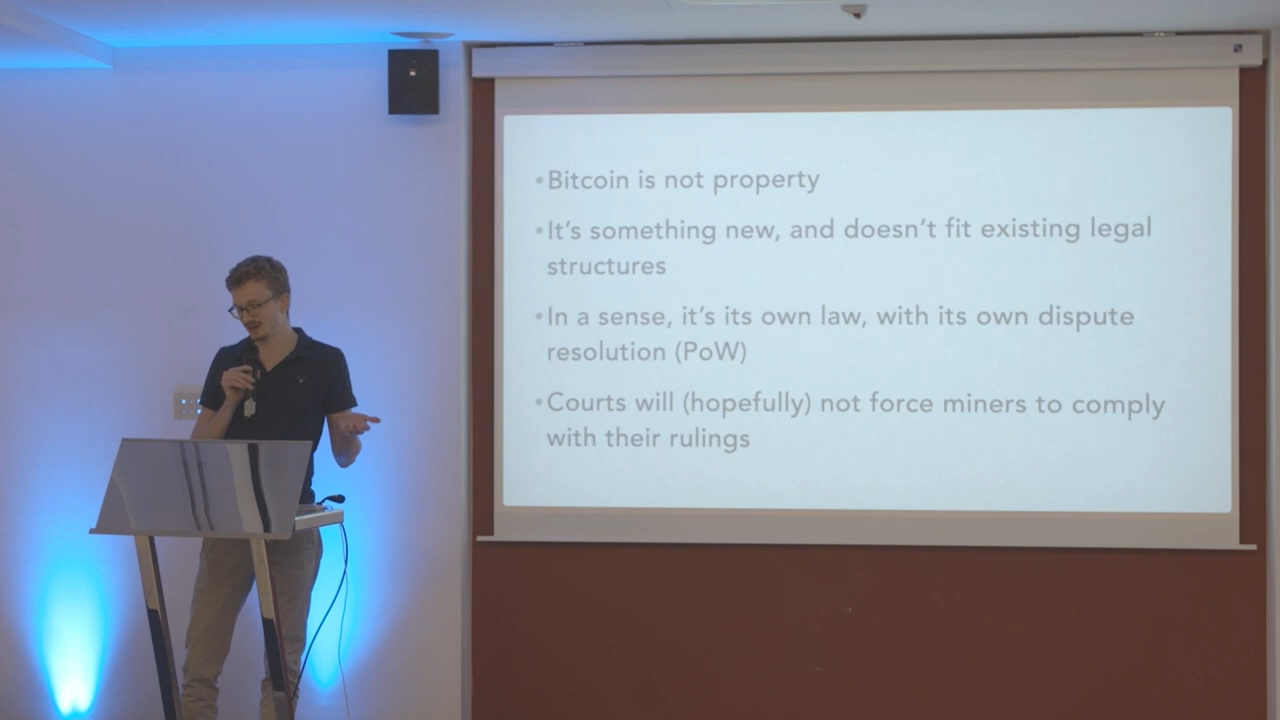 •Bitcoin is not property
•It's something new, and doesn't fit existing legal
structures
•In a sense, it's its own law, with its own dispute
resolution (PoW)
•Courts will (hopefully) not force miners to comply
with their rulings